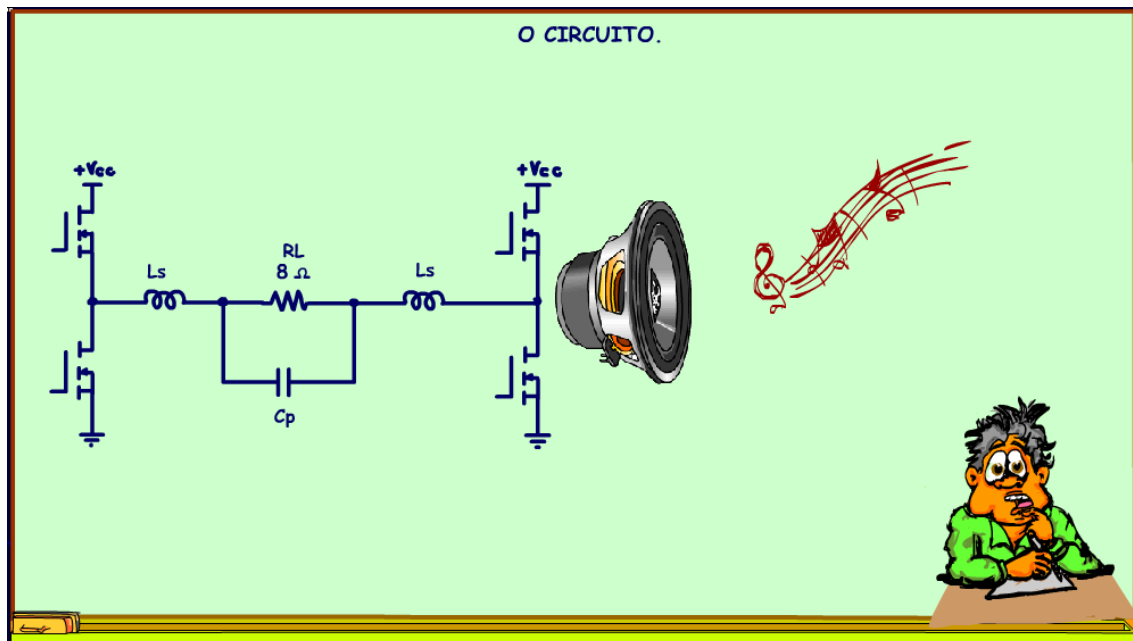 O CIRCUITO.
+Vcc
+Vcc
Ls
RL
8 Ω
Ls
Cp